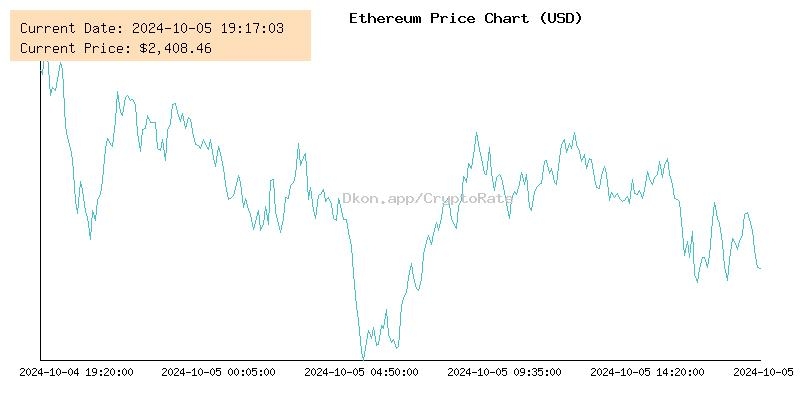 Ethereum Price Chart (USD)
Current Date: 2024-10-05 19:17:03
Current Price: $2,408.46
Dkon.app/CryptoRate
2024-10-04 19:20:00
2024-10-05 00:05:00
2024-10-05 04:50:00
2024-10-05 09:35:00
2024-10-05 14:20:00
2024-10-05